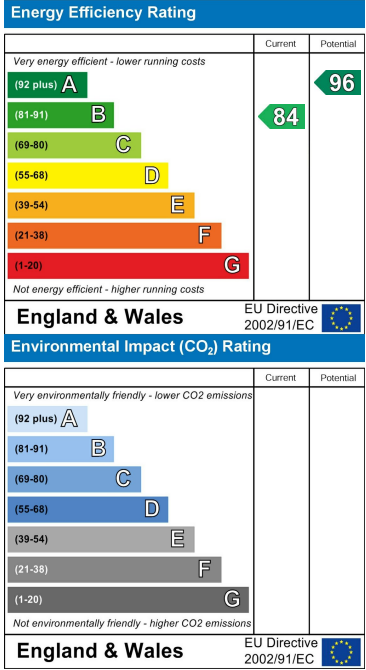 Energy Efficiency Rating
Current Potential
Very energy efficient - lower running costs
(92 plus) A
96
(81-91) B
84
(69-80) C
(55-68) D
(39-54) E
(21-38) F
(1-20) G
Not energy efficient - higher running costs
England & Wales
EU Directive
2002/91/EC
Environmental Impact (CO₂) Rating
Current Potential
Very environmentally friendly - lower CO2 emissions
(92 plus) A
(81-91) B
(69-80) C
(55-68) D
(39-54) E
(21-38) F
(1-20) G
Not environmentally friendly - higher CO2 emissions
England & Wales
EU Directive
2002/91/EC